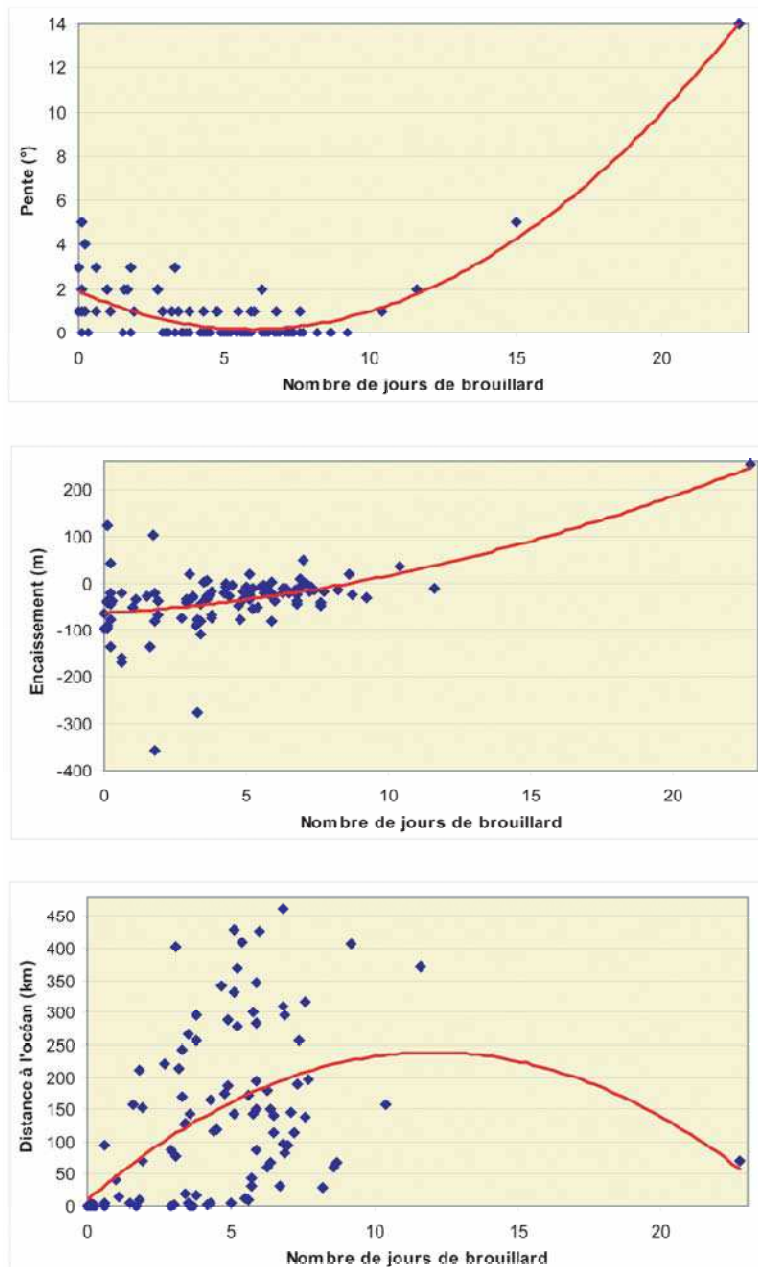 14
12
10
8
6
4
2
0
Pente (°)
0 5 10 15 20
Nombre de jours de brouillard
200
100
0
-100
-200
-300
-400
Encaissement (m)
0 5 10 15 20
Nombre de jours de brouillard
450
400
350
300
250
200
150
100
50
0
Distance à l'océan (km)
0 5 10 15 20
Nombre de jours de brouillard